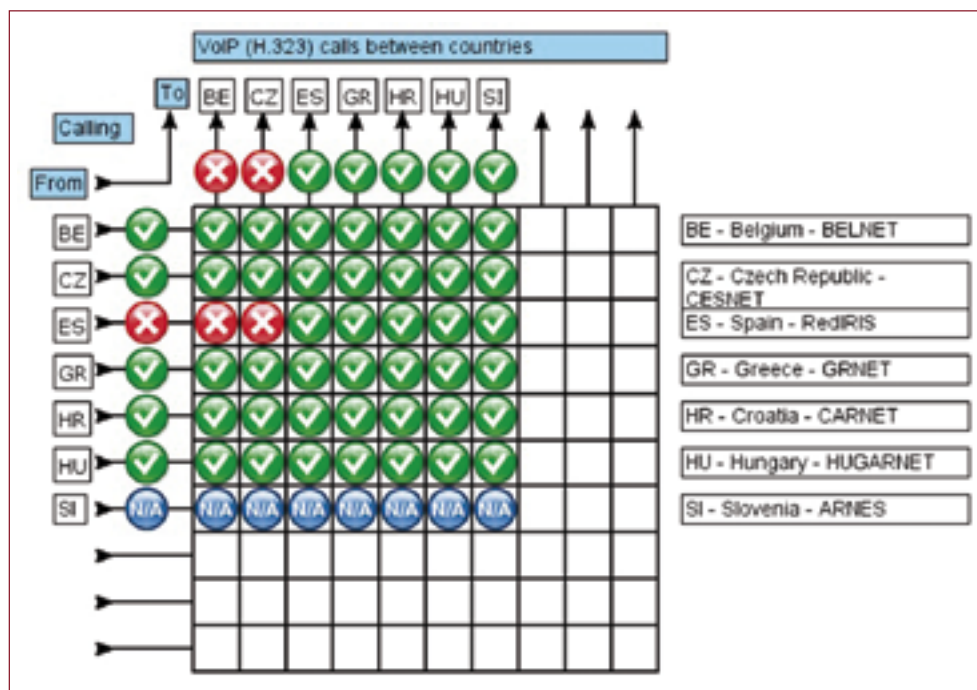 VoIP (H.323) calls between countries
To BE CZ ES GR HR HU SI
Calling
From
BE
BE - Belgium - BELNET
CZ
CZ - Czech Republic -
CESNET
ES
ES - Spain - RedIRIS
GR
GR - Greece - GRNET
HR
HR - Croatia - CARNET
HU
HU - Hungary - HUGARNET
SI N/A N/A N/A N/A N/A N/A N/A N/A
SI - Slovenia - ARNES